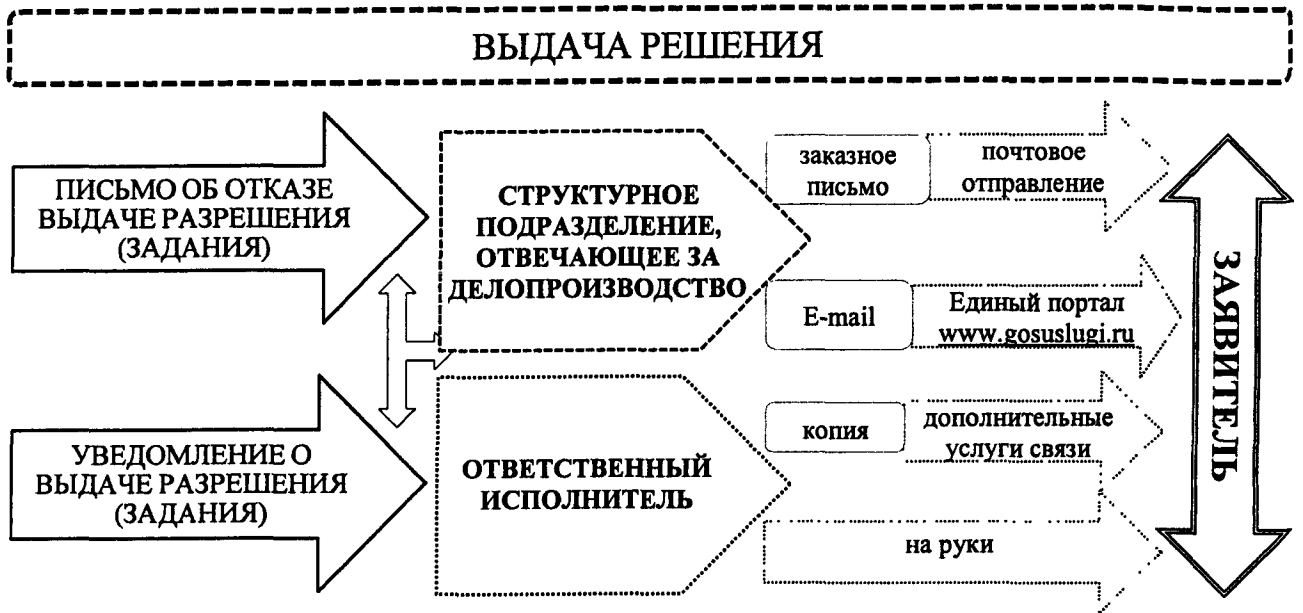 ВЫДАЧА РЕШЕНИЯ
ПИСЬМО ОБ ОТКАЗЕ
ВЫДАЧЕ РАЗРЕШЕНИЯ
(ЗАДАНИЯ)
СТРУКТУРНОЕ
ПОДРАЗДЕЛЕНИЕ,
ОТВЕЧАЮЩЕЕ ЗА
ДЕЛОПРОИЗВОДСТВО
заказное
письмо
почтовое
отправление
E-mail
Единый портал
www.gosuslugi.ru
УВЕДОМЛЕНИЕ О
ВЫДАЧЕ РАЗРЕШЕНИЯ
(ЗАДАНИЯ)
ОТВЕТСТВЕННЫЙ
ИСПОЛНИТЕЛЬ
копия
дополнительные
услуги связи
на руки
ЗАЯВИТЕЛЬ